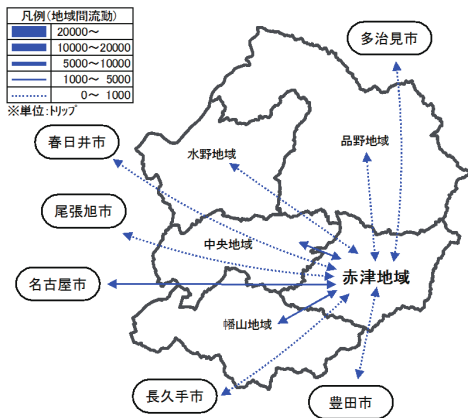 凡例(地域間流動)
20000～
10000～20000
5000～10000
1000～ 5000
0～ 1000
※単位:トリップ
多治見市
春日井市
水野地域
品野地域
尾張旭市
中央地域
赤津地域
名古屋市
幡山地域
長久手市
豊田市